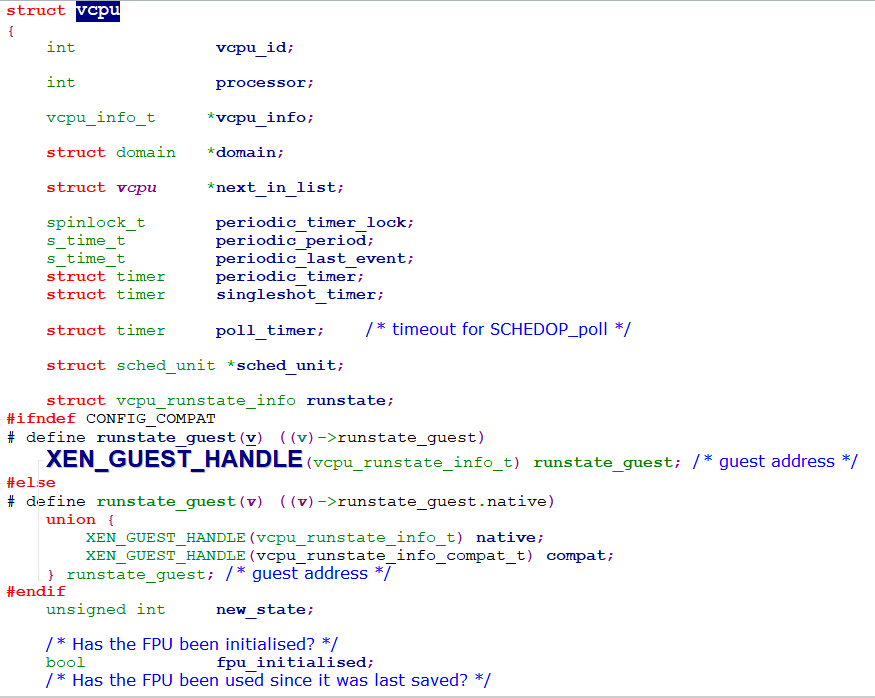 struct vcpu
{
int vcpu_id;
int processor;
vcpu_info_t *vcpu_info;
struct domain *domain;
struct vcpu *next_in_list;
spinlock_t periodic_timer_lock;
s_time_t periodic_period;
s_time_t periodic_last_event;
struct timer periodic_timer;
struct timer singleshot_timer;
struct timer poll_timer; /* timeout for SCHEDOP_poll */
struct sched_unit *sched_unit;
struct vcpu_runstate_info runstate;
#ifndef CONFIG_COMPAT
# define runstate_guest(v) ((v)->runstate_guest)
XEN_GUEST_HANDLE(vcpu_runstate_info_t) runstate_guest; /* guest address */
#else
# define runstate_guest(v) ((v)->runstate_guest.native)
union {
XEN_GUEST_HANDLE(vcpu_runstate_info_t) native;
XEN_GUEST_HANDLE(vcpu_runstate_info_compat_t) compat;
} runstate_guest; /* guest address */
#endif
unsigned int new_state;
/* Has the FPU been initialised? */
bool fpu_initialised;
/* Has the FPU been used since it was last saved? */